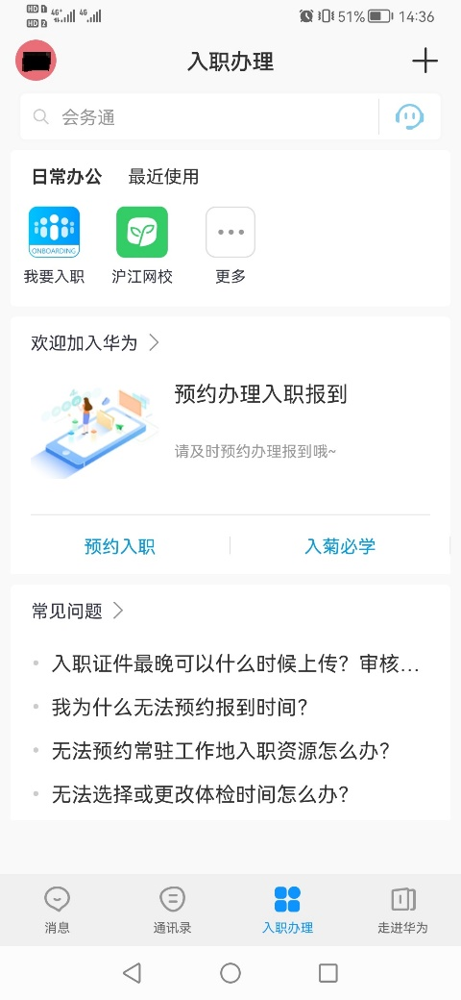 HD 1 4G+ 4G 51% 14:36
HD 2
入职办理
会务通
日常办公 最近使用
ONBOARDING
我要入职 沪江网校 更多
欢迎加入华为
预约办理入职报到
请及时预约办理报到哦~
预约入职 入菊必学
常见问题
入职证件最晚可以什么时候上传？审核...
我为什么无法预约报到时间？
无法预约常驻工作地入职资源怎么办？
无法选择或更改体检时间怎么办？
消息 通讯录 入职办理 走进华为